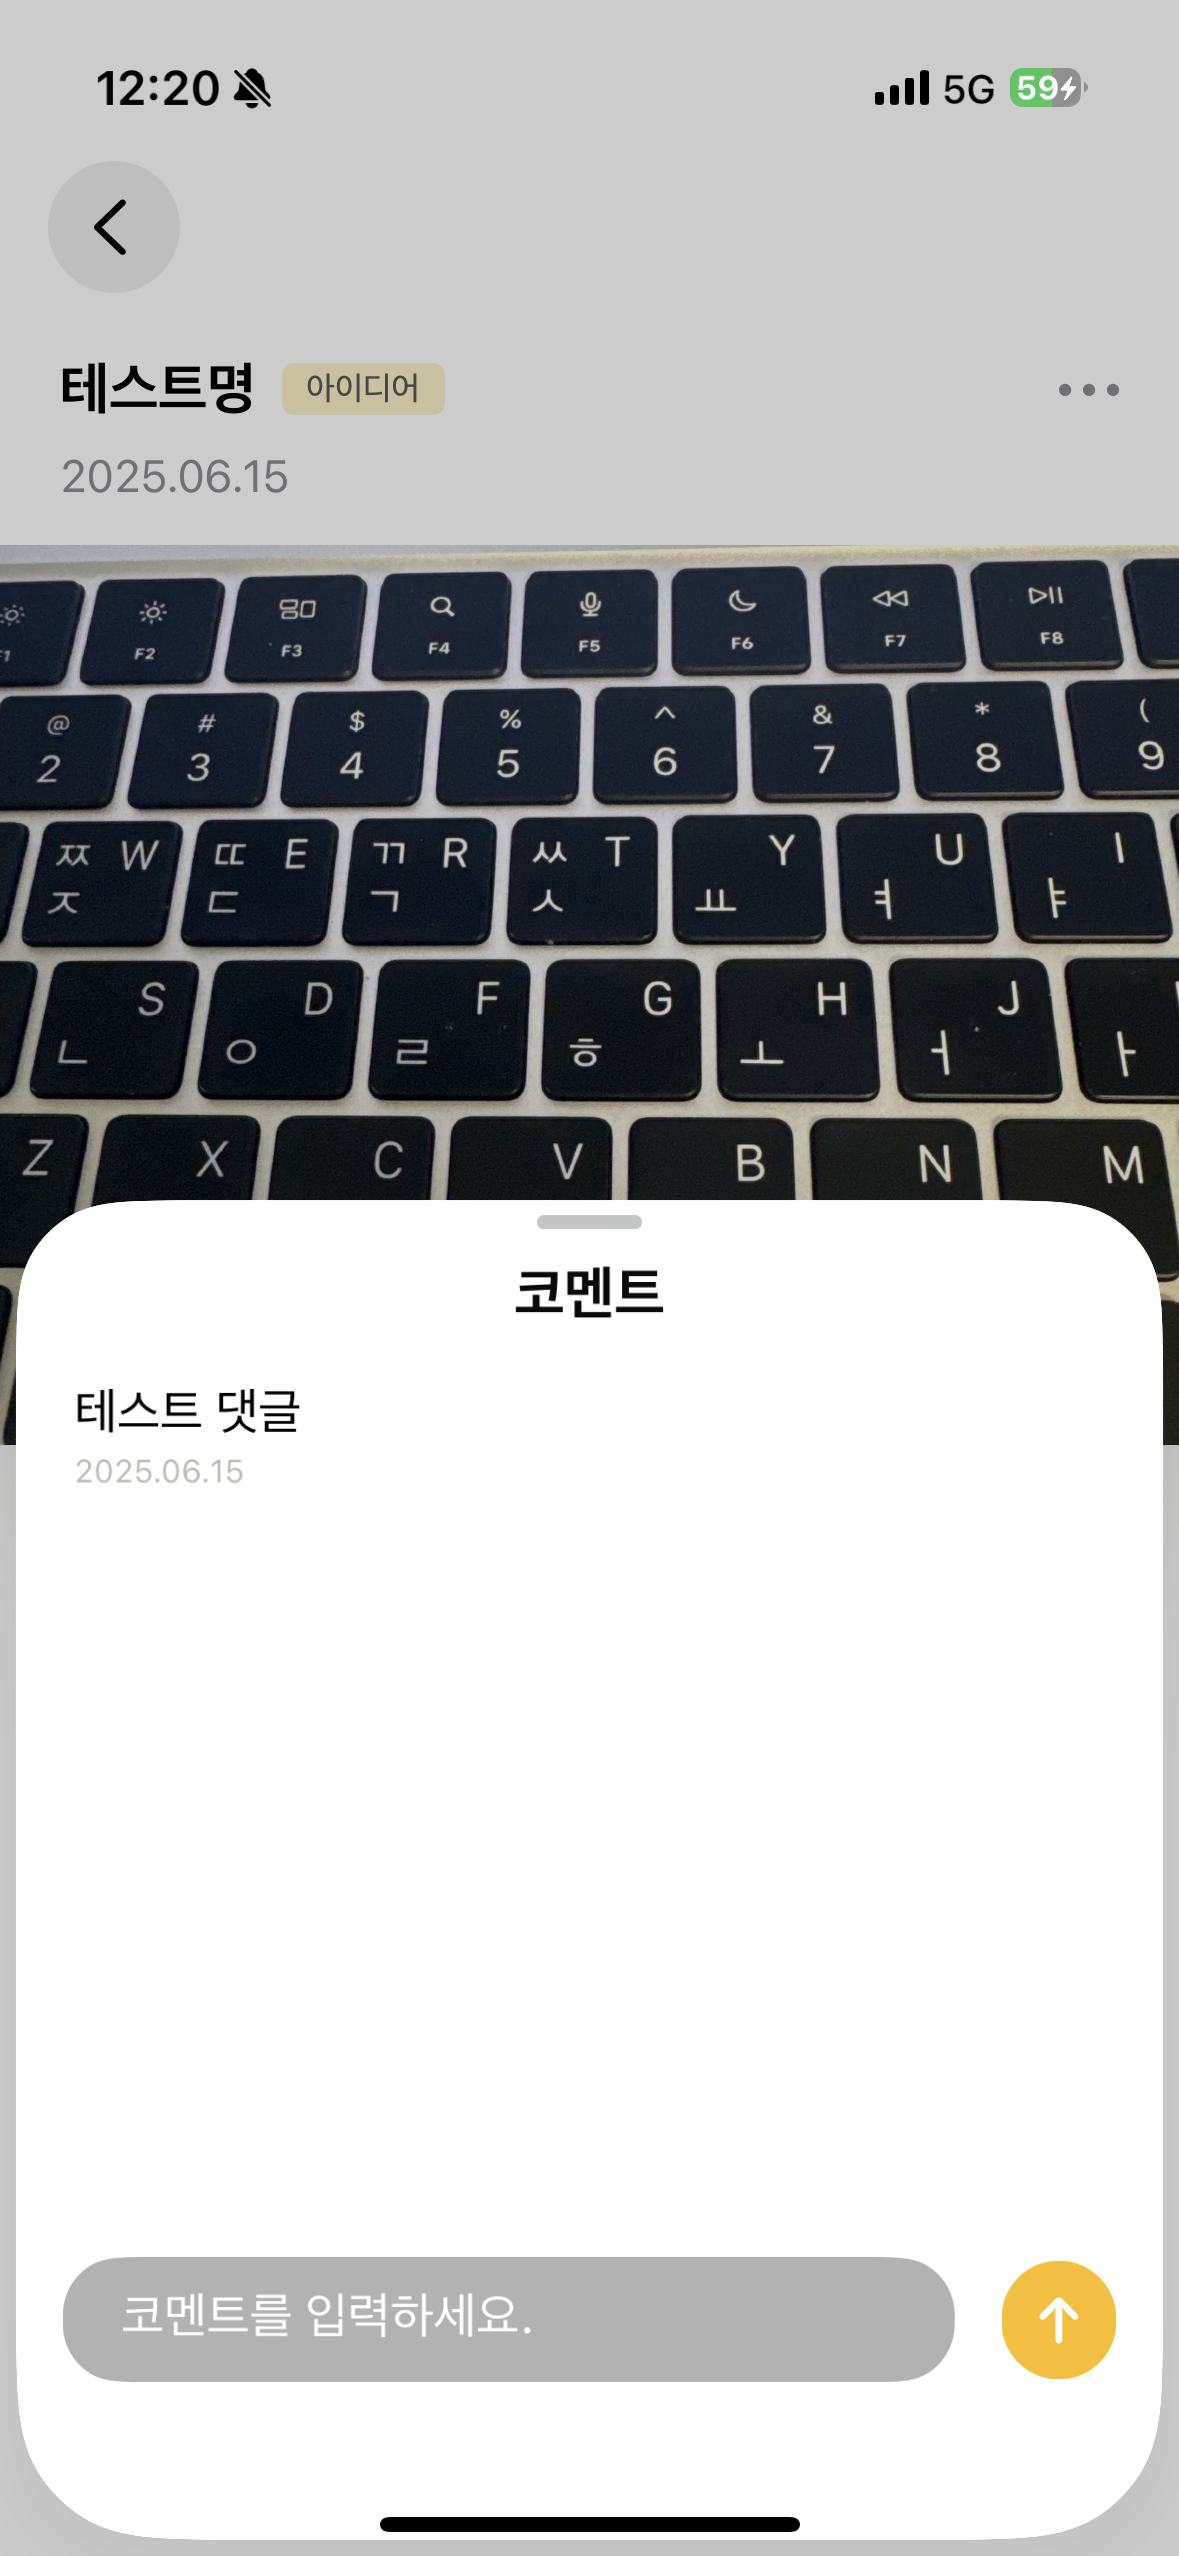 12:20 5G 59
테스트명 아이디어
2025.06.15
F1 F2 F3 F4 F5 F6 F7 F8
@ # $ % ^ & * (
2 3 4 5 6 7 8 9
ㅉ W ㄸ E ㄲ R ㅆ T Y U I
ㅈ ㄷ ㄱ ㅅ ㅛ ㅕ ㅑ
S D F G H J
ㄴ ㅇ ㄹ ㅎ ㅗ ㅓ ㅏ
Z X C V B N M
코멘트
테스트 댓글
2025.06.15
코멘트를 입력하세요.